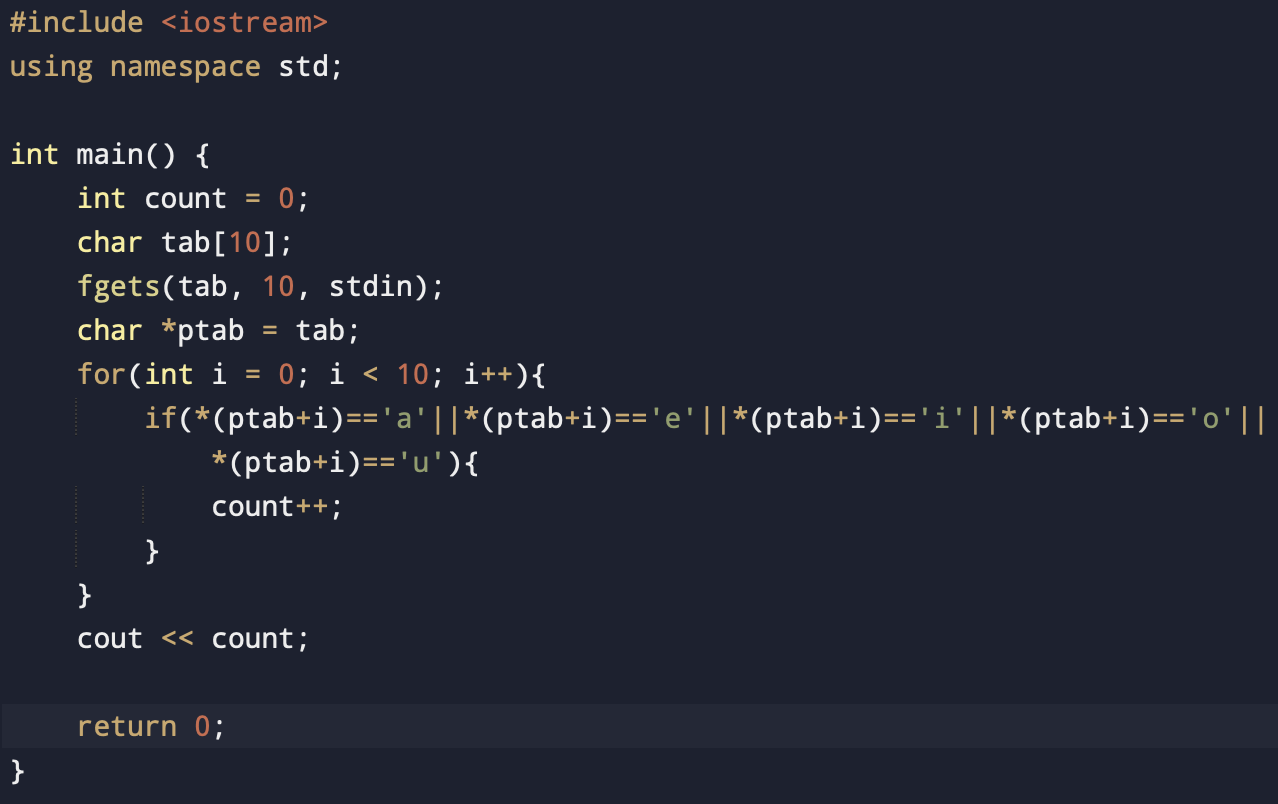 #include <iostream>
using namespace std;

int main() {
    int count = 0;
    char tab[10];
    fgets(tab, 10, stdin);
    char *ptab = tab;
    for(int i = 0; i < 10; i++){
        if(*(ptab+i)=='a'||*(ptab+i)=='e'||*(ptab+i)=='i'||*(ptab+i)=='o'||
            *(ptab+i)=='u'){
            count++;
        }
    }
    cout << count;

    return 0;
}